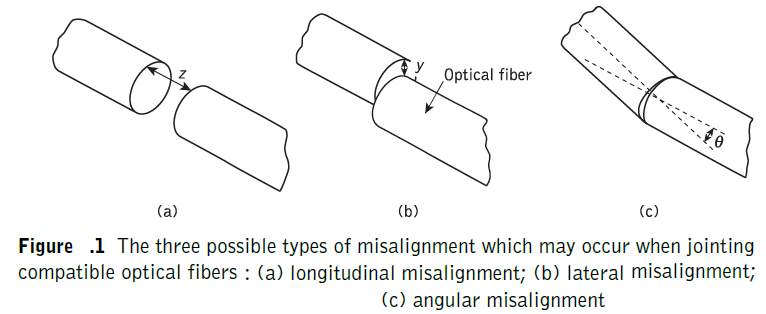 z
y
Optical fiber
θ
(a)
(b)
(c)
Figure .1 The three possible types of misalignment which may occur when jointing
compatible optical fibers : (a) longitudinal misalignment; (b) lateral misalignment;
(c) angular misalignment